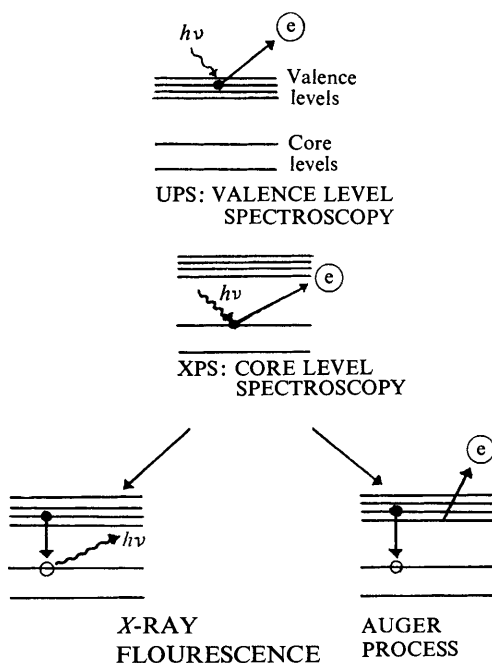 hν
e
Valence
levels
Core
levels
UPS: VALENCE LEVEL
SPECTROSCOPY
hν
e
XPS: CORE LEVEL
SPECTROSCOPY
e
hν
X-RAY
FLOURESCENCE
AUGER
PROCESS